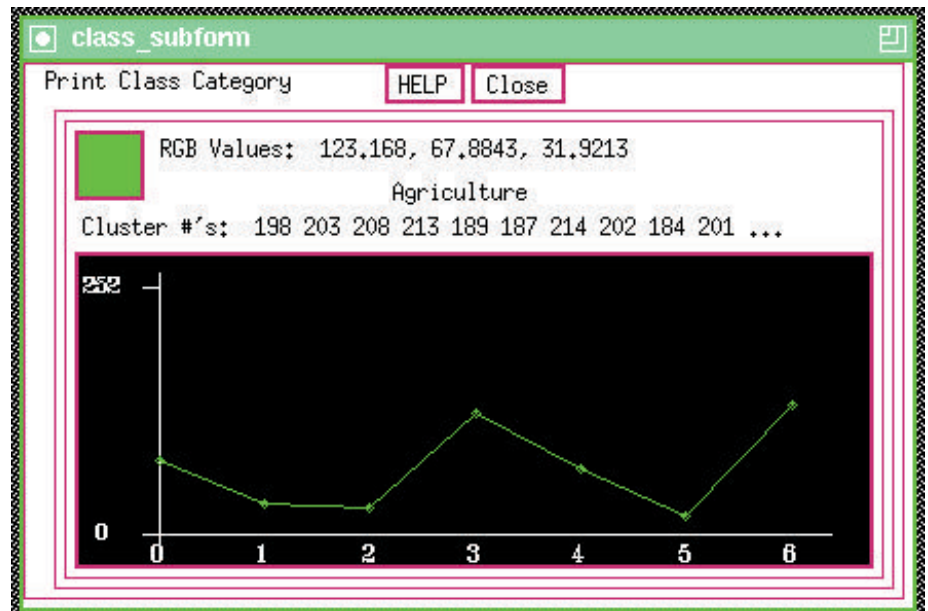 class_subform
Print Class Category HELP Close
RGB Values: 123.168, 67.8843, 31.9213
Agriculture
Cluster #'s: 198 203 208 213 189 187 214 202 184 201 ...
252
0
0 1 2 3 4 5 6